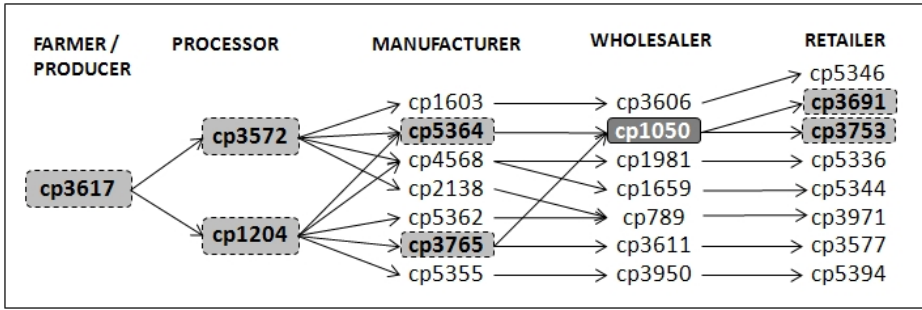 FARMER / PRODUCER
PROCESSOR
MANUFACTURER
WHOLESALER
RETAILER
cp5346
cp1603
cp3606
cp3691
cp3572
cp5364
cp1050
cp3753
cp4568
cp1981
cp5336
cp3617
cp2138
cp1659
cp5344
cp1204
cp5362
cp789
cp3971
cp3765
cp3611
cp3577
cp5355
cp3950
cp5394